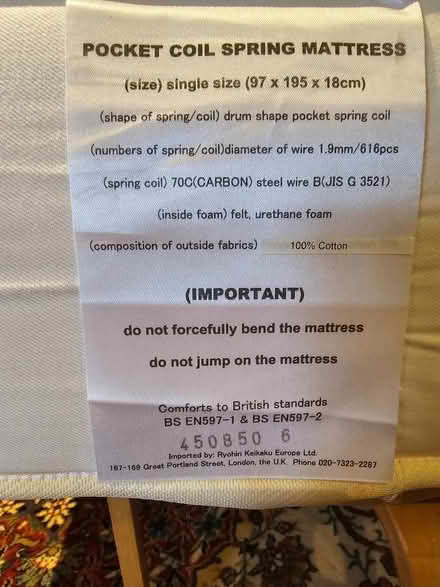 POCKET COIL SPRING MATTRESS
(size) single size (97 x 195 x 18cm)
(shape of spring/coil) drum shape pocket spring coil
(numbers of spring/coil)diameter of wire 1.9mm/616pcs
(spring coil) 70C(CARBON) steel wire B(JIS G 3521)
(inside foam) felt, urethane foam
(composition of outside fabrics) 100% Cotton
(IMPORTANT)
do not forcefully bend the mattress
do not jump on the mattress
Comforts to British standards
BS EN597-1 & BS EN597-2
450850 6
Imported by: Ryohin Keikaku Europe Ltd.
167-169 Great Portland Street, London, the U.K. Phone 020-7323-2287